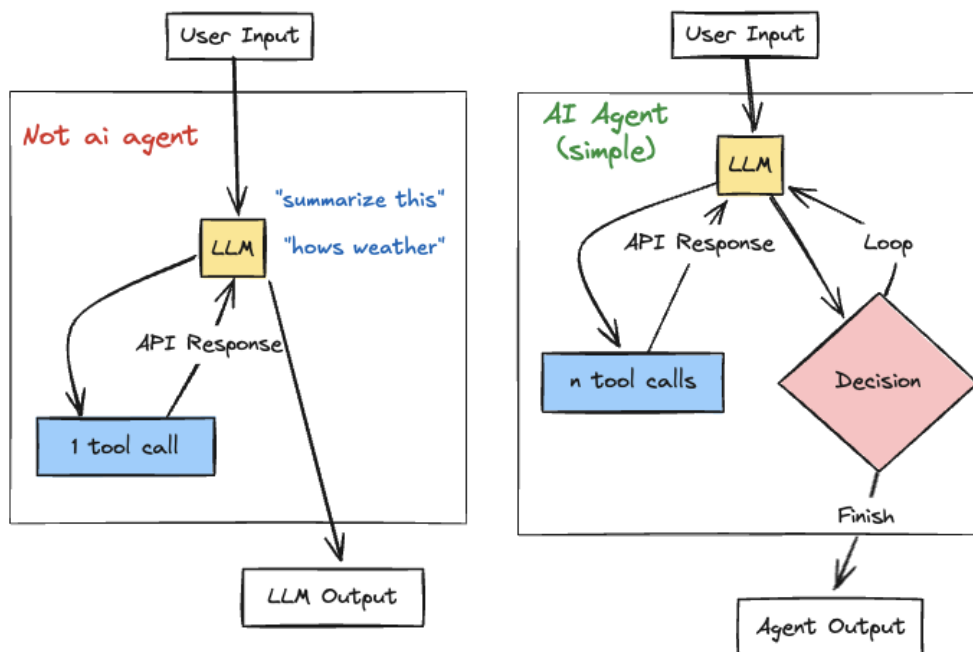 User Input
Not ai agent
"summarize this"
LLM
"hows weather"
API Response
1 tool call
LLM Output
User Input
AI Agent
(simple)
LLM
API Response
Loop
n tool calls
Decision
Finish
Agent Output